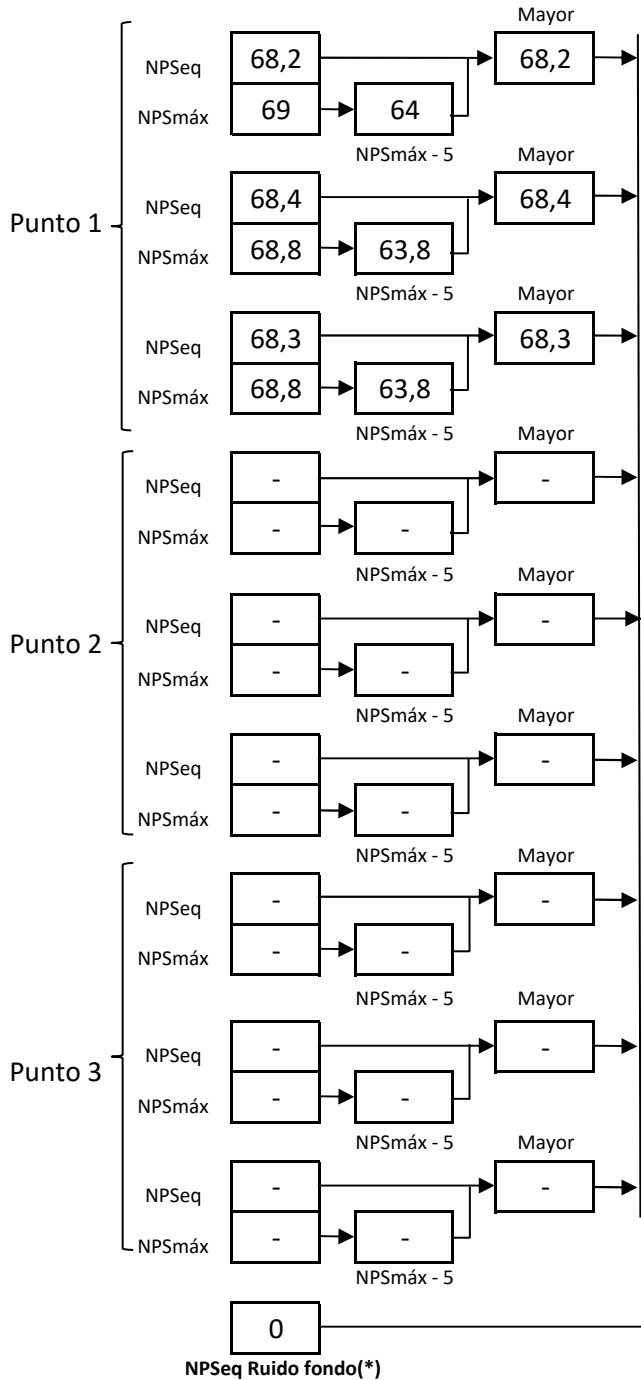 Mayor
NPSeq 68,2 68,2
NPSmáx 69 64
NPSmáx - 5
Mayor
NPSeq 68,4 68,4
Punto 1
NPSmáx 68,8 63,8
NPSmáx - 5
Mayor
NPSeq 68,3 68,3
NPSmáx 68,8 63,8
NPSmáx - 5
Mayor
NPSeq - -
NPSmáx - -
NPSmáx - 5
Mayor
NPSeq - -
Punto 2
NPSmáx - -
NPSmáx - 5
Mayor
NPSeq - -
NPSmáx - -
NPSmáx - 5
Mayor
NPSeq - -
NPSmáx - -
NPSmáx - 5
Mayor
NPSeq - -
Punto 3
NPSmáx - -
NPSmáx - 5
Mayor
NPSeq - -
NPSmáx - -
NPSmáx - 5
0
NPSeq Ruido fondo(*)